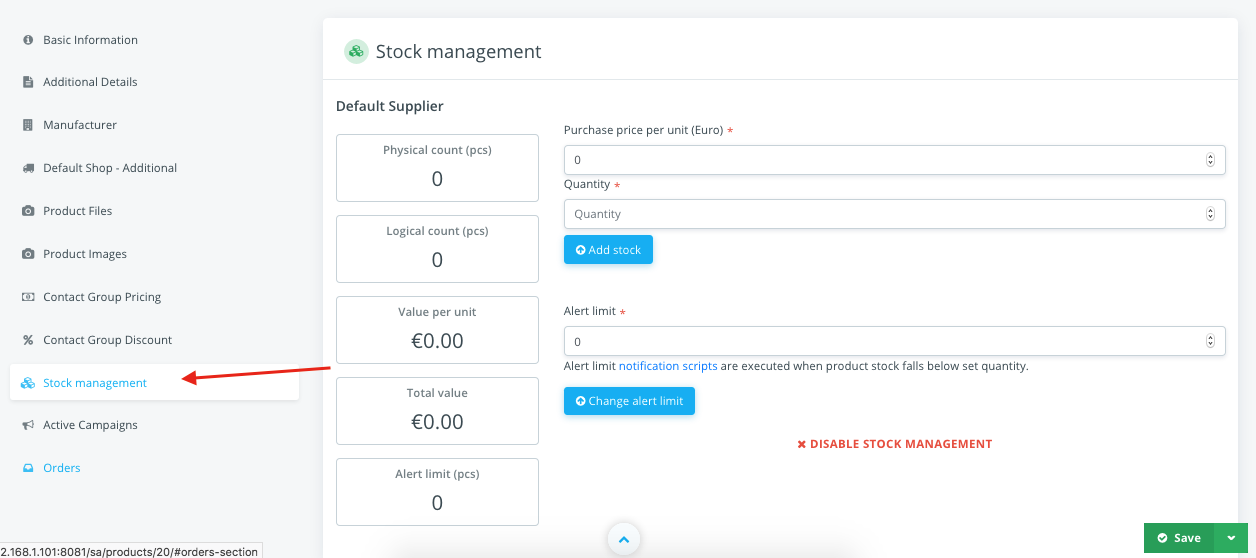 Basic Information
Additional Details
Manufacturer
Default Shop - Additional
Product Files
Product Images
Contact Group Pricing
Contact Group Discount
Stock management
Active Campaigns
Orders
2.168.1.101:8081/sa/products/20/#orders-section
Stock management
Default Supplier
Physical count (pcs)
0
Logical count (pcs)
0
Value per unit
€0.00
Total value
€0.00
Alert limit (pcs)
0
Purchase price per unit (Euro) *
0
Quantity *
Quantity
Add stock
Alert limit *
0
Alert limit notification scripts are executed when product stock falls below set quantity.
Change alert limit
DISABLE STOCK MANAGEMENT
Save